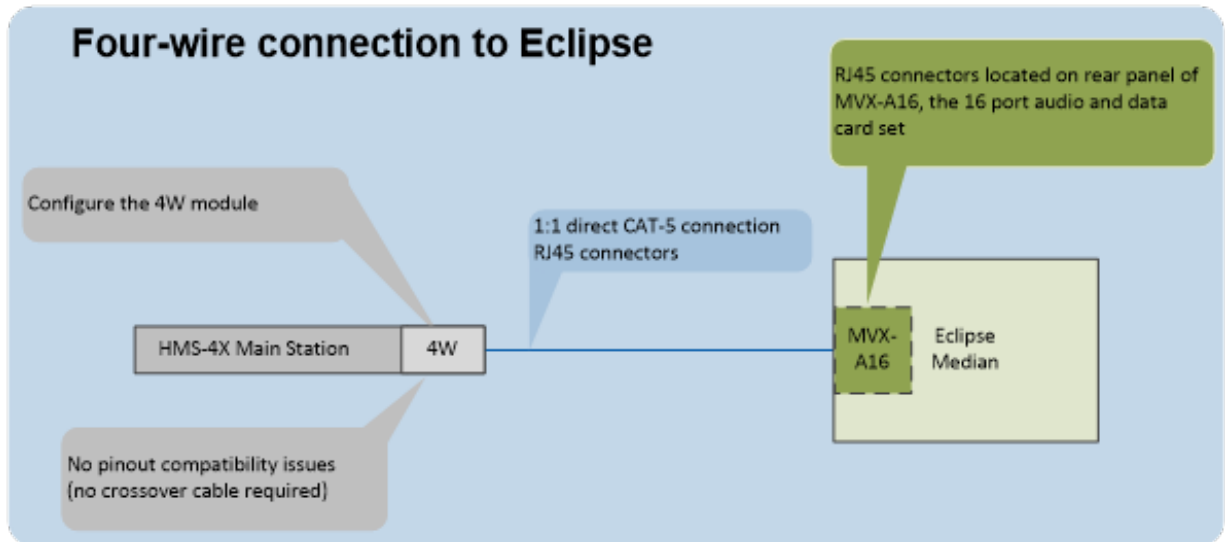 Four-wire connection to Eclipse
RJ45 connectors located on rear panel of
MVX-A16, the 16 port audio and data
card set
Configure the 4W module
1:1 direct CAT-5 connection
RJ45 connectors
HMS-4X Main Station
4W
MVX-
A16
Eclipse
Median
No pinout compatibility issues
(no crossover cable required)